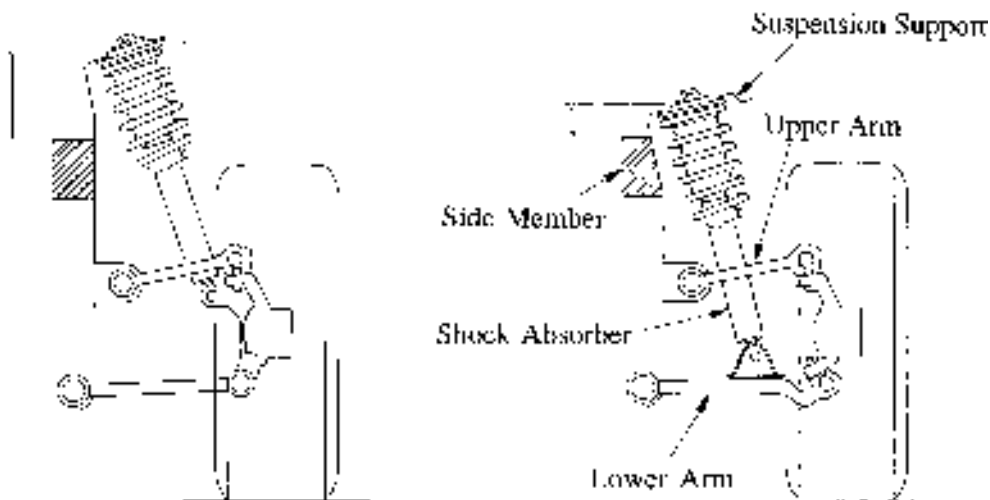 Suspension Support
Upper Arm
Side Member
Shock Absorber
Lower Arm